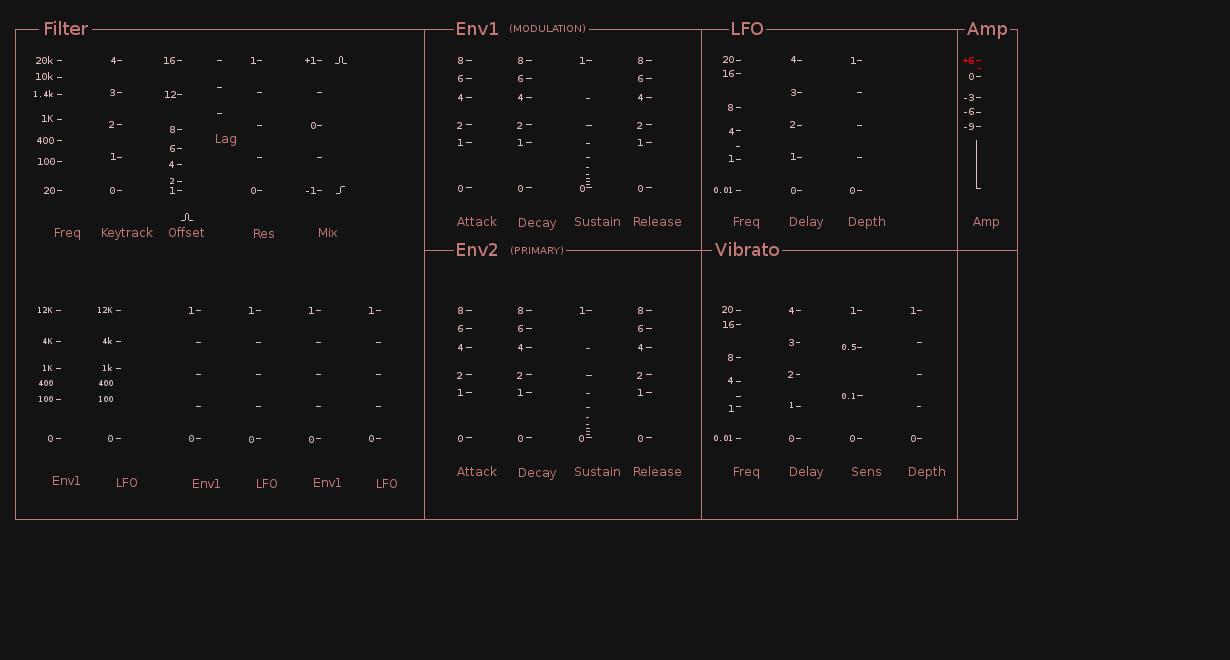 Filter Env1 (MODULATION) LFO Amp
20k 4 16 1 +1 8 8 1 8 20 4 1 +6
10k 6 6 6 16 0
1.4k 3 12 4 4 4 3 -3
1K 2 8 0 2 2 2 8 2 -6
400 6 1 1 1 4 -9
100 1 4 1 1
20 0 2 0 -1 0 0 0 0 0.01 0 0
1
Lag
Freq Keytrack Offset Res Mix Attack Decay Sustain Release Freq Delay Depth Amp
Env2 (PRIMARY) Vibrato
12K 12K 1 1 1 1 8 8 1 8 20 4 1 1
6 6 6 16
4K 4k 4 4 4 3 0.5
1K 1k 2 2 2 8 2
400 400 1 1 1 4 0.1
100 100 1 1
0 0 0 0 0 0 0 0 0 0 0.01 0 0 0
Env1 LFO Env1 LFO Env1 LFO Attack Decay Sustain Release Freq Delay Sens Depth